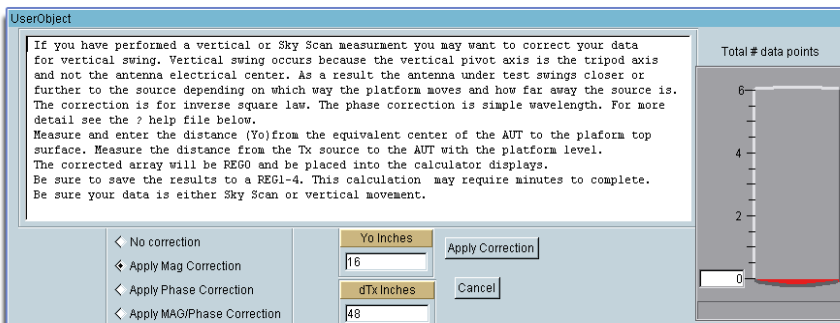 UserObject
If you have performed a vertical or Sky Scan measurment you may want to correct your data
for vertical swing. Vertical swing occurs because the vertical pivot axis is the tripod axis
and not the antenna electrical center. As a result the antenna under test swings closer or
further to the source depending on which way the platform moves and how far away the source is.
The correction is for inverse square law. The phase correction is simple wavelength. For more
detail see the ? help file below.
Measure and enter the distance (Yo)from the equivalent center of the AUT to the plaform top
surface. Measure the distance from the Tx source to the AUT with the platform level.
The corrected array will be REG0 and be placed into the calculator displays.
Be sure to save the results to a REG1-4. This calculation  may require minutes to complete.
Be sure your data is either Sky Scan or vertical movement.
Total # data points
6
4
2
0
No correction
Apply Mag Correction
Apply Phase Correction
Apply MAG/Phase Correction
Yo Inches
16
dTx Inches
48
Apply Correction
Cancel